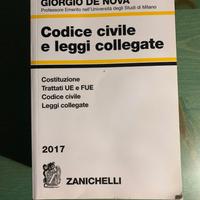 GIORGIO DE NOVA
Professore Emerito nell'Università degli Studi di Milano
Codice civile
e leggi collegate
Costituzione
Trattati UE e FUE
Codice civile
Leggi collegate
2017
ZANICHELLI